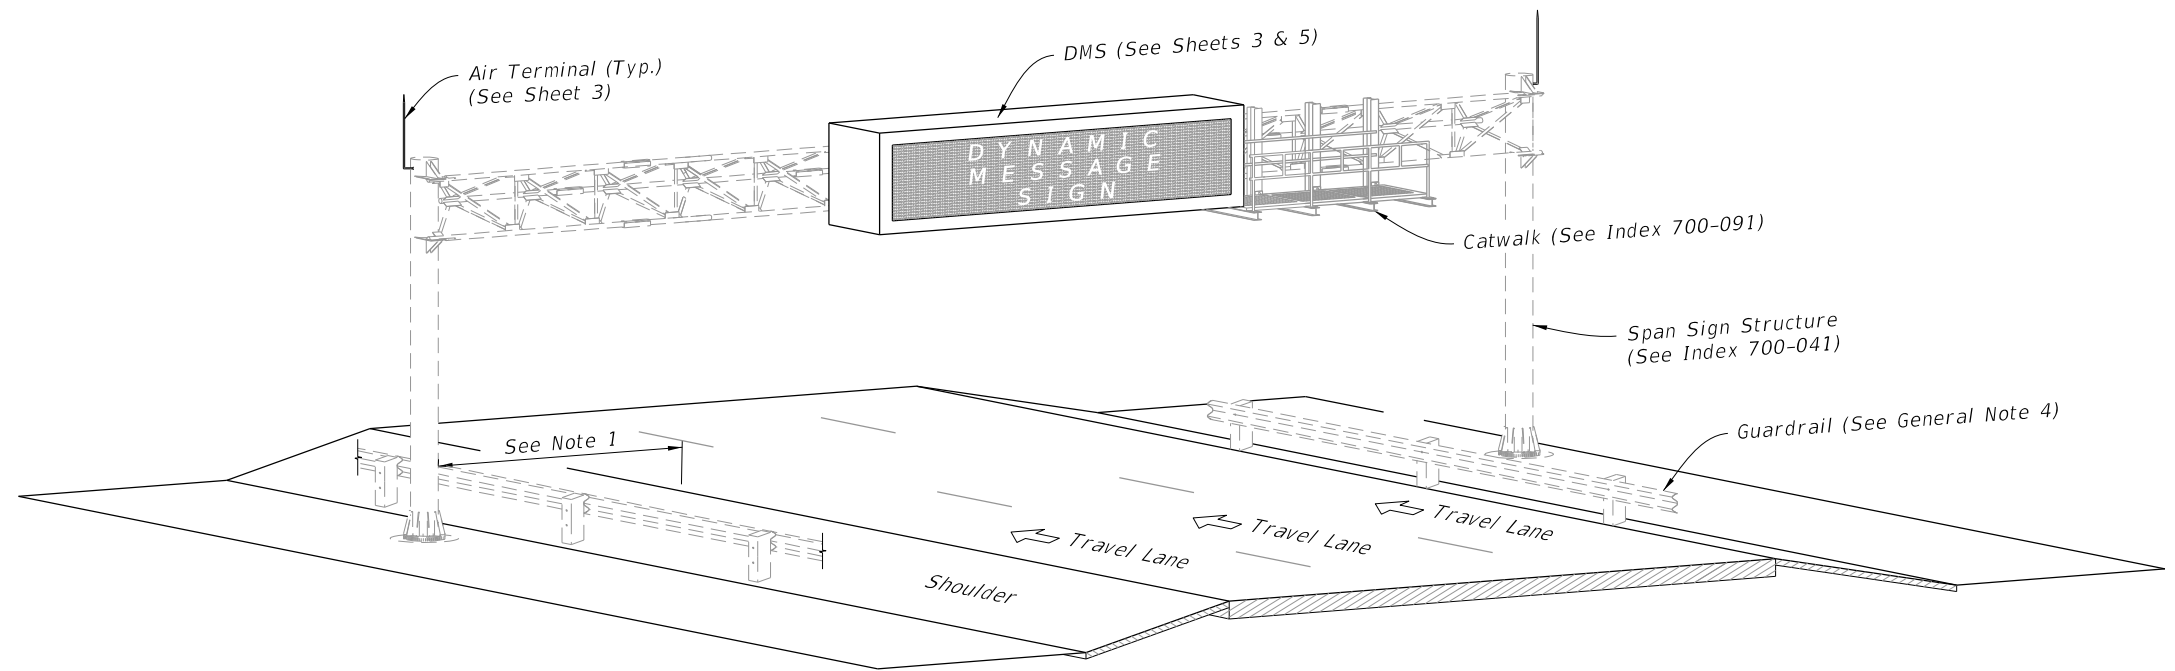 Air Terminal (Typ.)
(See Sheet 3)
DMS (See Sheets 3 & 5)
DYNAMIC
MESSAGE
SIGN
Catwalk (See Index 700-091)
Span Sign Structure
(See Index 700-041)
Guardrail (See General Note 4)
See Note 1
Travel Lane
Travel Lane
Travel Lane
Shoulder